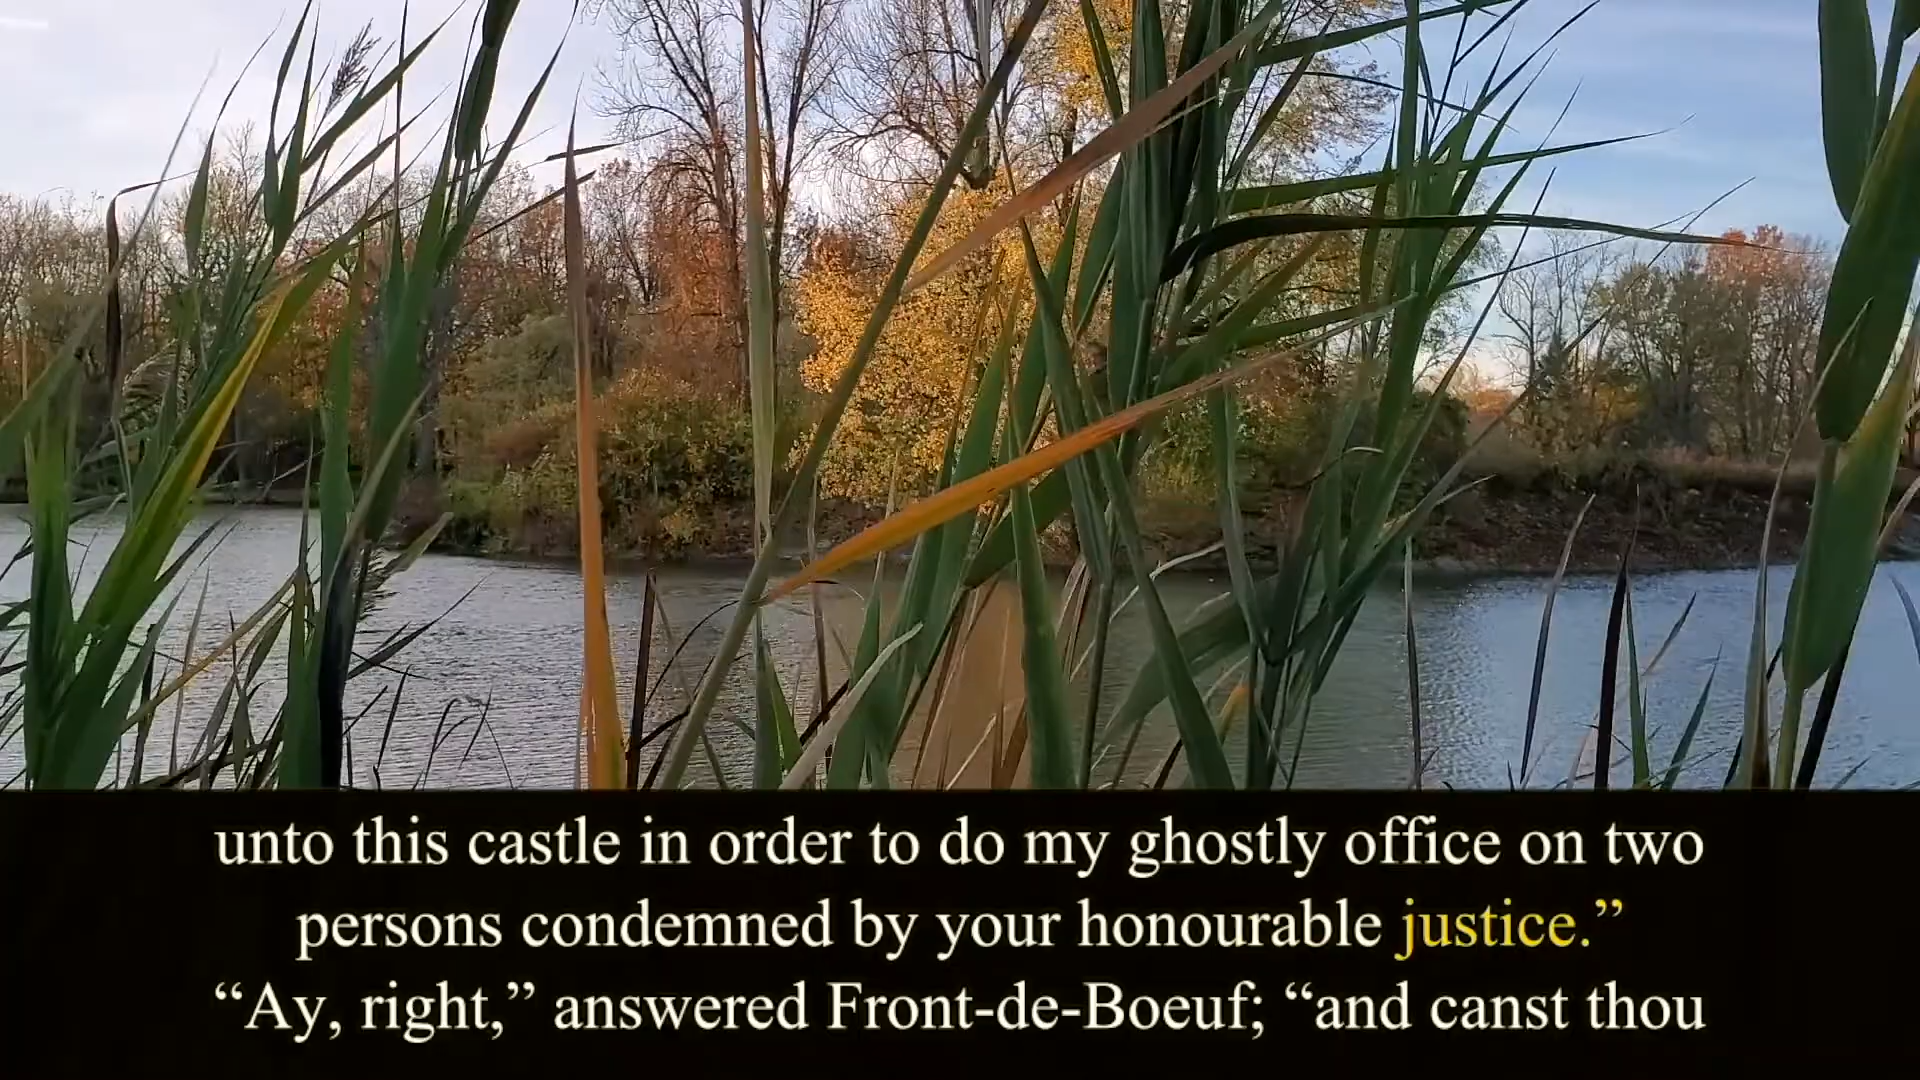 unto this castle in order to do my ghostly office on two
persons condemned by your honourable justice.”
“Ay, right,” answered Front-de-Boeuf; “and canst thou